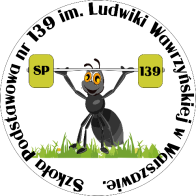 Szkoła Podstawowa nr 139 im. Ludwiki Wawrzyńskiej w Warszawie.
SP 139